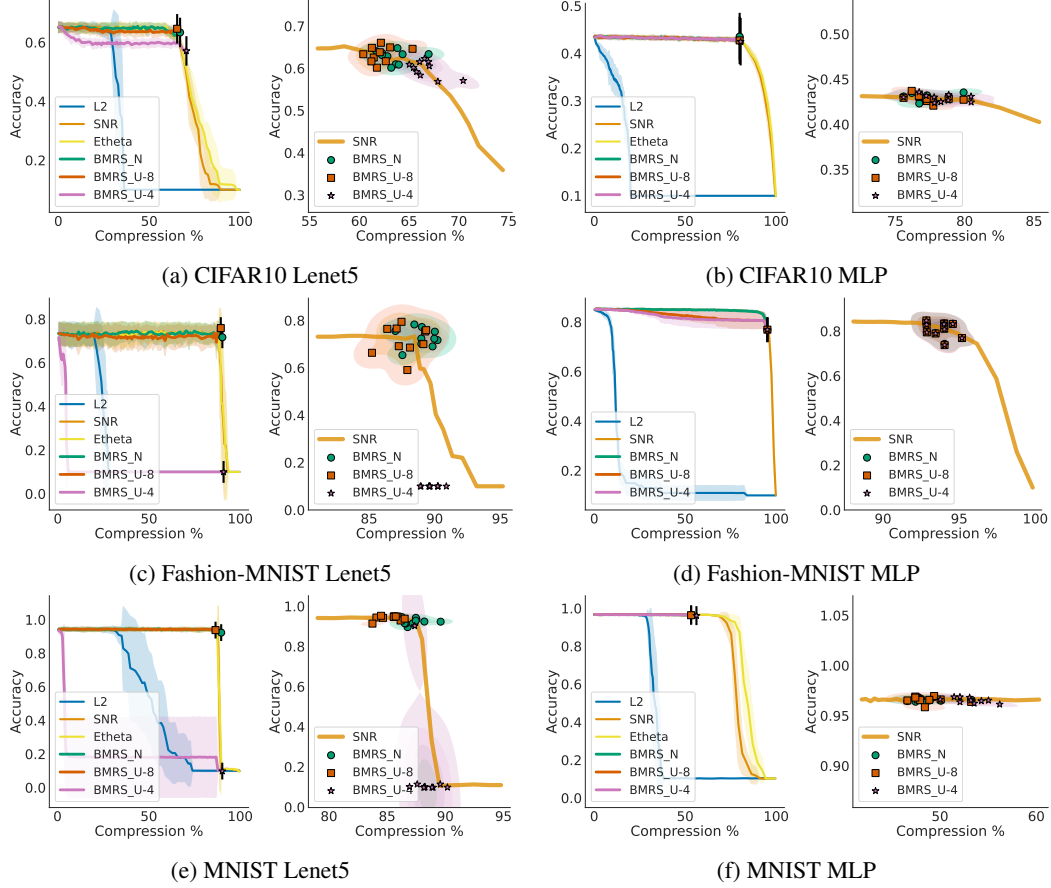 Accuracy
0.6
0.4
0.2
L2
SNR
Etheta
BMRS_N
BMRS_U-8
BMRS_U-4
0
50
100
Compression %
Accuracy
0.7
0.6
0.5
0.4
0.3
SNR
BMRS_N
BMRS_U-8
BMRS_U-4
55
60
65
70
75
Compression %
(a) CIFAR10 Lenet5
Accuracy
0.5
0.4
0.3
0.2
0.1
L2
SNR
Etheta
BMRS_N
BMRS_U-8
BMRS_U-4
0
50
100
Compression %
Accuracy
0.50
0.45
0.40
0.35
0.30
SNR
BMRS_N
BMRS_U-8
BMRS_U-4
75
80
85
Compression %
(b) CIFAR10 MLP
Accuracy
0.8
0.6
0.4
0.2
0.0
L2
SNR
Etheta
BMRS_N
BMRS_U-8
BMRS_U-4
0
50
100
Compression %
Accuracy
0.8
0.6
0.4
0.2
0.0
SNR
BMRS_N
BMRS_U-8
BMRS_U-4
85
90
95
Compression %
(c) Fashion-MNIST Lenet5
Accuracy
0.8
0.6
0.4
0.2
L2
SNR
Etheta
BMRS_N
BMRS_U-8
BMRS_U-4
0
50
100
Compression %
Accuracy
0.8
0.6
0.4
0.2
0.0
SNR
BMRS_N
BMRS_U-8
BMRS_U-4
90
95
100
Compression %
(d) Fashion-MNIST MLP
Accuracy
1.0
0.8
0.6
0.4
0.2
0.0
L2
SNR
Etheta
BMRS_N
BMRS_U-8
BMRS_U-4
0
50
100
Compression %
Accuracy
1.0
0.8
0.6
0.4
0.2
0.0
SNR
BMRS_N
BMRS_U-8
BMRS_U-4
80
85
90
95
Compression %
(e) MNIST Lenet5
Accuracy
1.0
0.8
0.6
0.4
0.2
0.0
L2
SNR
Etheta
BMRS_N
BMRS_U-8
BMRS_U-4
0
50
100
Compression %
Accuracy
1.05
1.00
0.95
0.90
SNR
BMRS_N
BMRS_U-8
BMRS_U-4
50
60
Compression %
(f) MNIST MLP